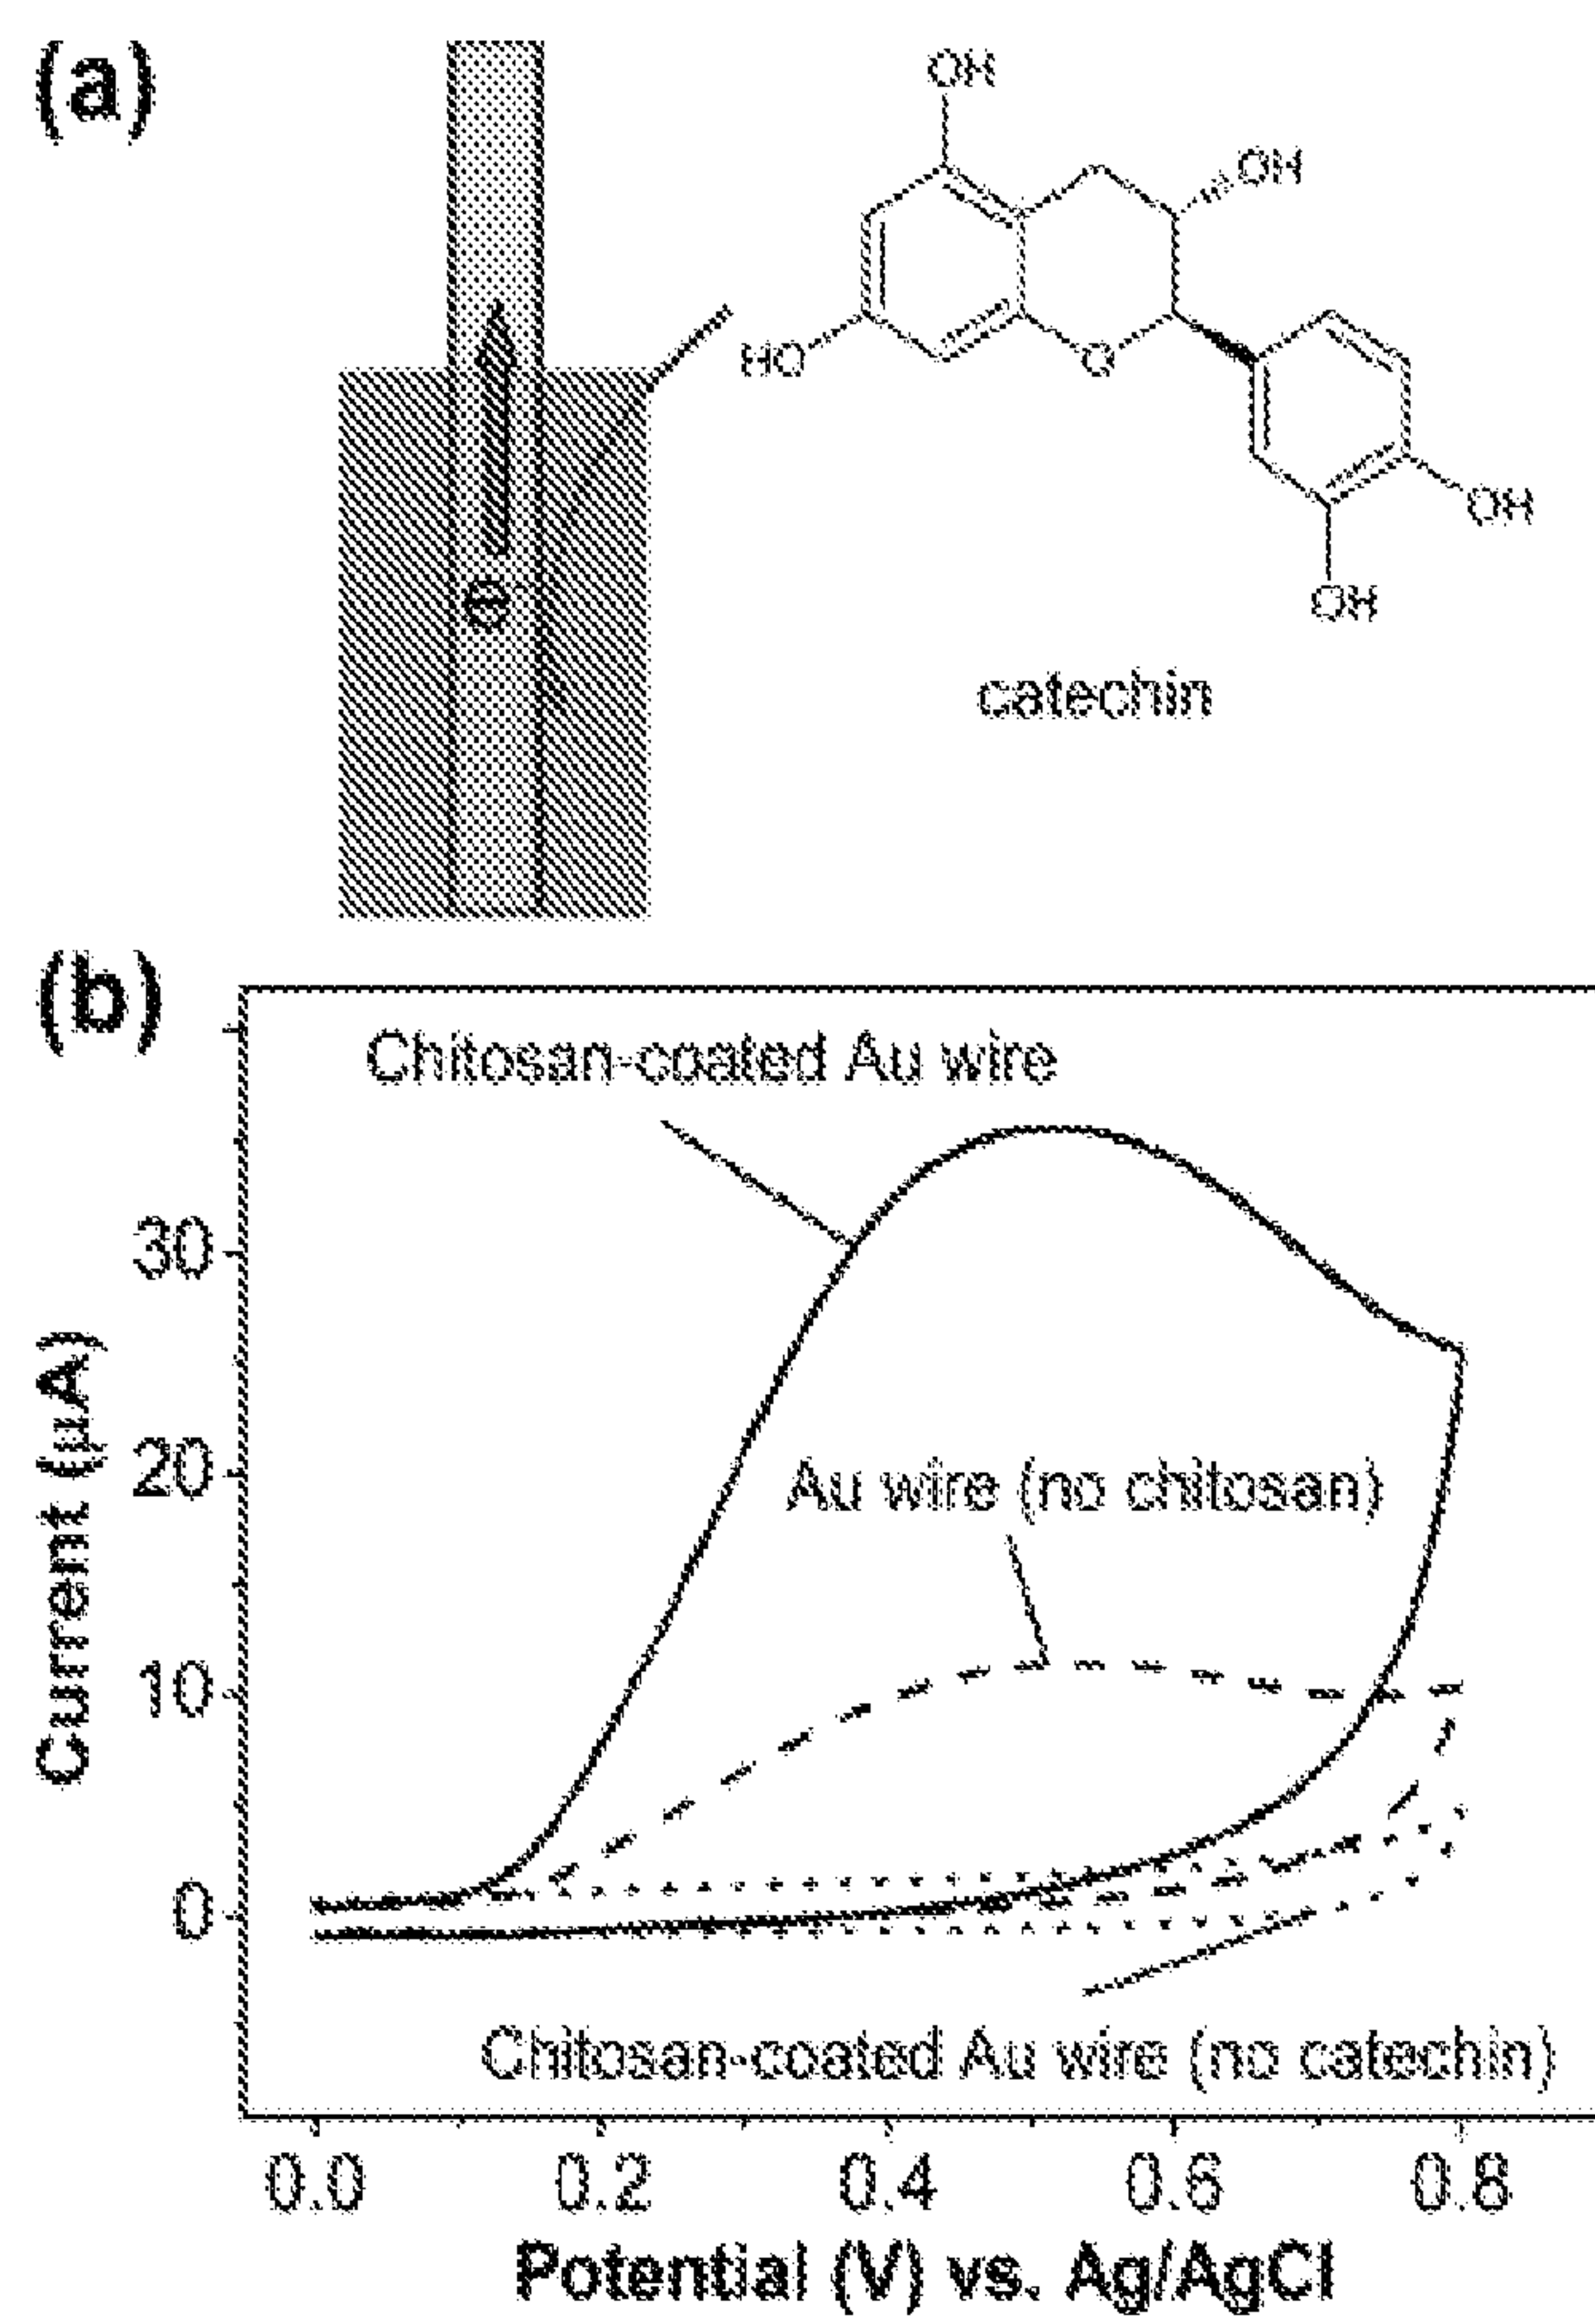 (a)
OH
OH
HO
O
OH
OH
e
catechin
(b)
Chitosan-coated Au wire
30
Au wire (no chitosan)
20
10
0
Current (µA)
Chitosan-coated Au wire (no catechin)
0.0 0.2 0.4 0.6 0.8
Potential (V) vs. Ag/AgCl